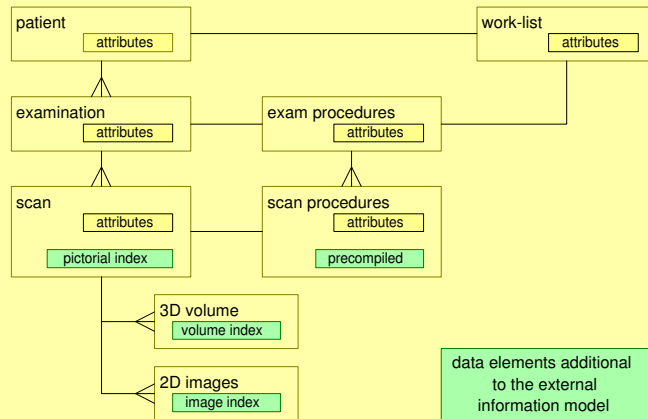 patient
attributes
work-list
attributes
examination
attributes
exam procedures
attributes
scan
attributes
pictorial index
scan procedures
attributes
precompiled
3D volume
volume index
2D images
image index
data elements additional
to the external
information model